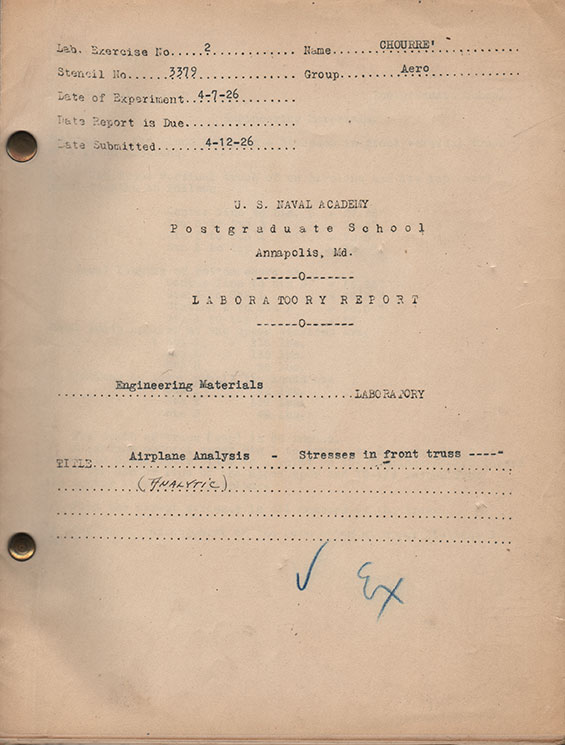 Lab. Exercise No.....2........ Name.........CHOURRE'..............
Stencil No......3379......... Group.........Aero...............
Date of Experiment..4-7-26.........
Date Report is Due...............
Date Submitted......4-12-26.......
U. S. NAVAL ACADEMY
Postgraduate School
Annapolis, Md.
------O-------
LABORATOORY REPORT
------O-------
Engineering Materials LABORATORY
TITLE.... Airplane Analysis - Stresses in front truss ----"
(ANALYTIC)
✓ Ex